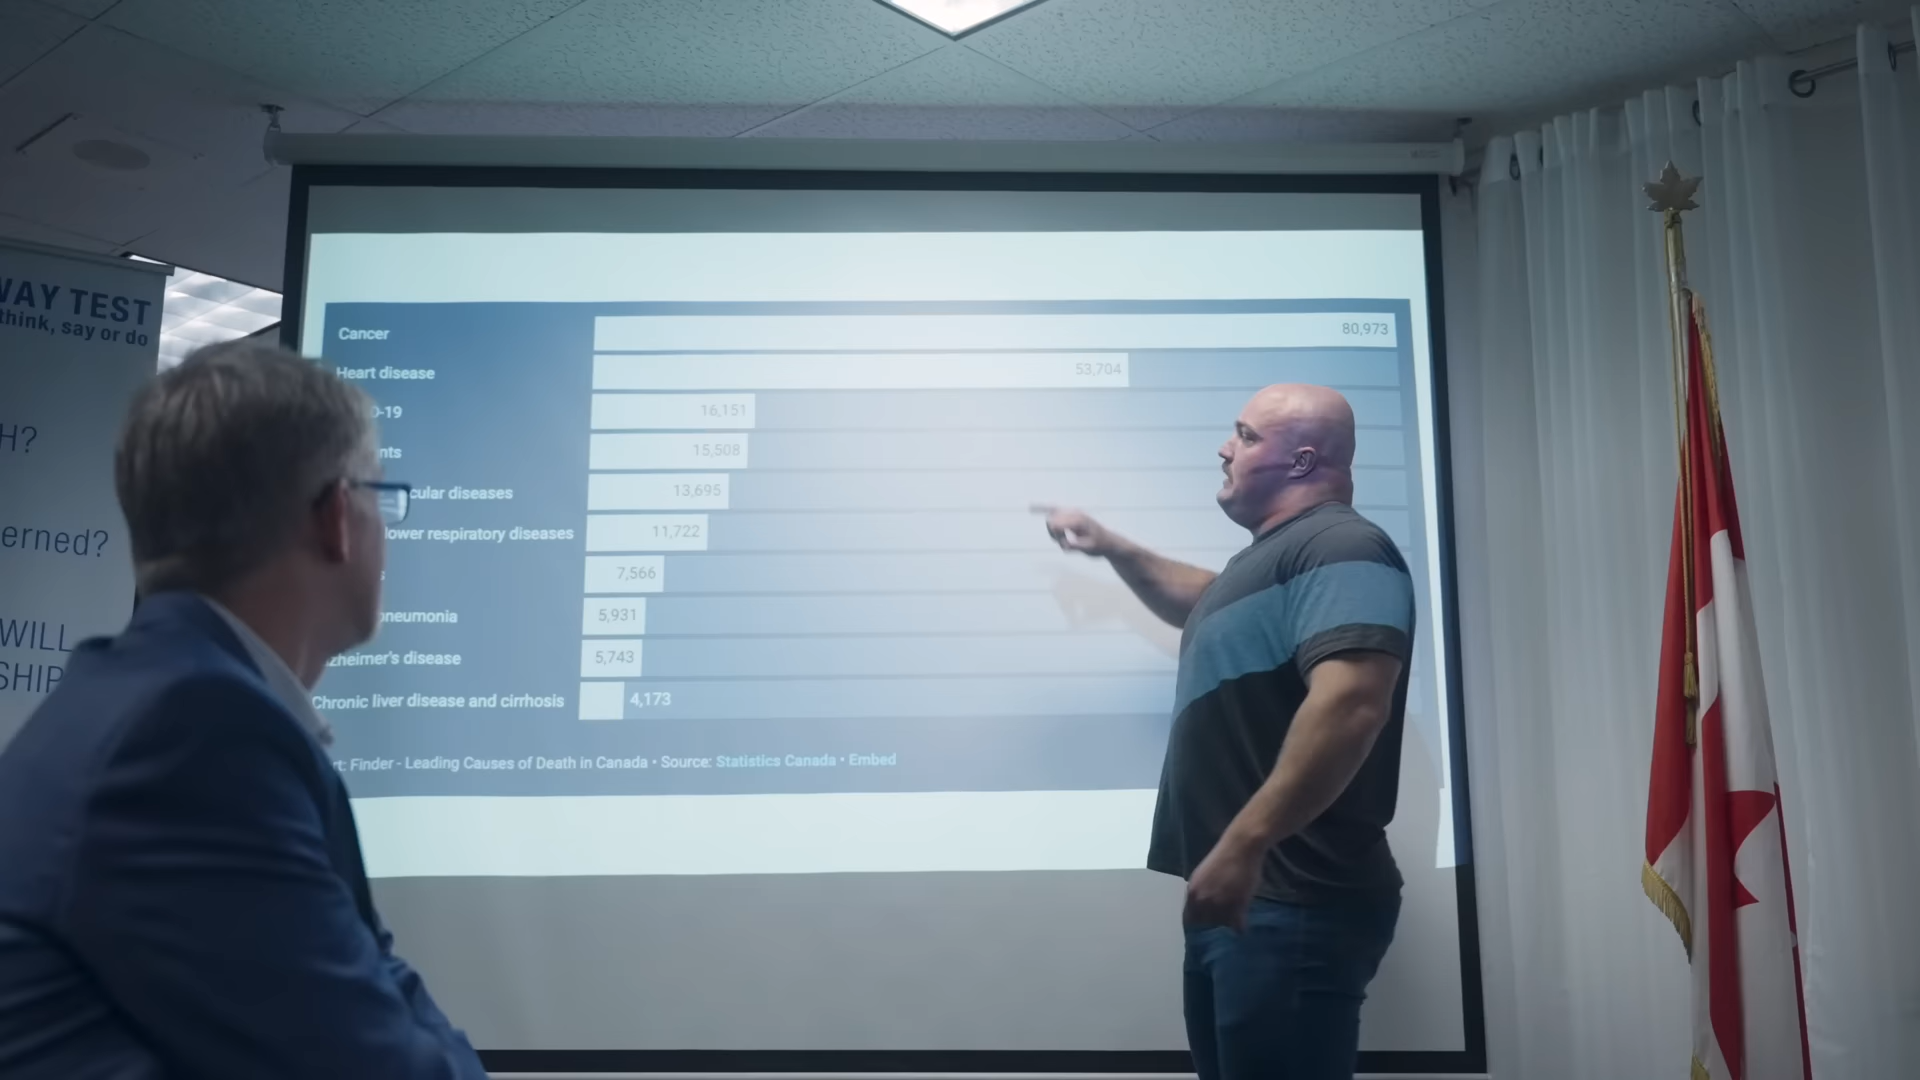 WAY TEST
think, say or do
H?
erned?
WILL
SHIP
Cancer 80,973
Heart disease 53,704
D-19 16,151
nts 15,508
cular diseases 13,695
lower respiratory diseases 11,722
s 7,566
pneumonia 5,931
zheimer's disease 5,743
Chronic liver disease and cirrhosis 4,173
rt: Finder - Leading Causes of Death in Canada • Source: Statistics Canada • Embed